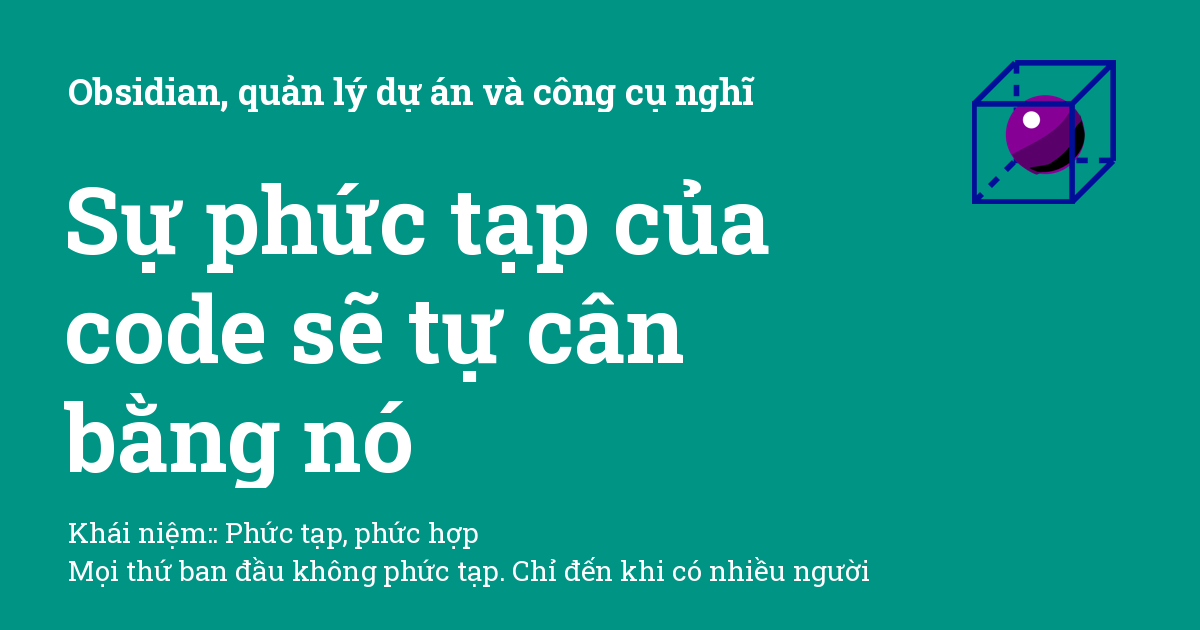 Obsidian, quản lý dự án và công cụ nghĩ
Sự phức tạp của
code sẽ tự cân
bằng nó
Khái niệm:: Phức tạp, phức hợp
Mọi thứ ban đầu không phức tạp. Chỉ đến khi có nhiều người